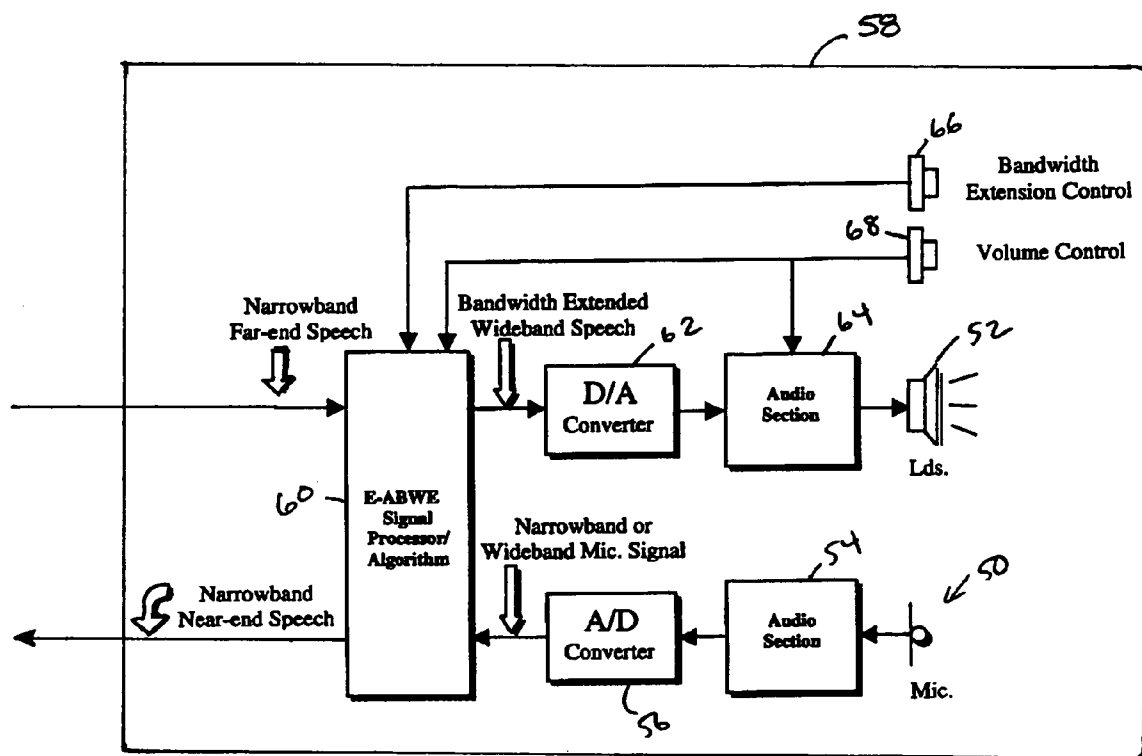 58
66
Bandwidth
Extension Control
68
Volume Control
Narrowband
Far-end Speech
Bandwidth Extended
Wideband Speech
62
64
52
D/A
Converter
Audio
Section
Lds.
60
E-ABWE
Signal
Processor/
Algorithm
Narrowband or
Wideband Mic. Signal
54
50
Narrowband
Near-end Speech
A/D
Converter
Audio
Section
56
Mic.